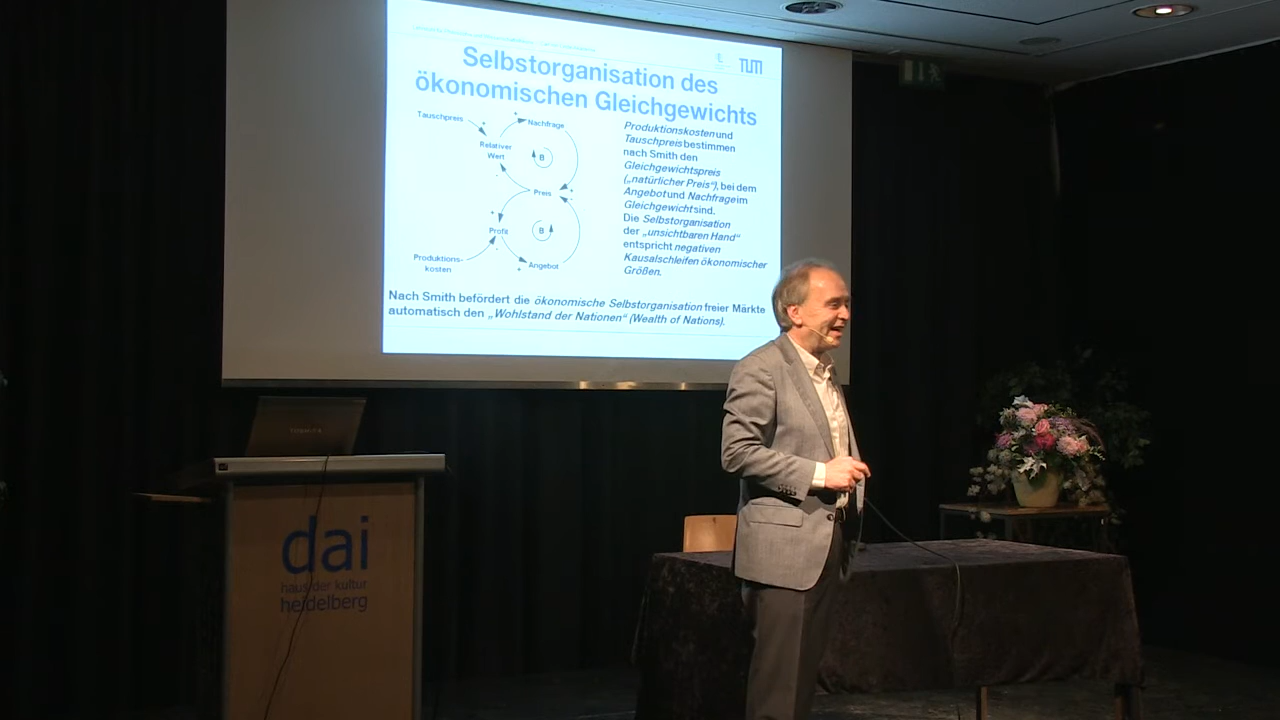 TUM
Selbstorganisation des
ökonomischen Gleichgewichts
Tauschpreis
Nachfrage
Relativer
Wert
B
Preis
Profil
B
Produktions-
kosten
Angebot
+
+
-
+
-
+
-
-
+
Produktionskosten und
Tauschpreis bestimmen
nach Smith den
Gleichgewichtspreis
(„natürlicher Preis“), bei dem
Angebot und Nachfrage im
Gleichgewicht sind.
Die Selbstorganisation
der „unsichtbaren Hand“
entspricht negativen
Kausalschleifen ökonomischer
Größen.
Nach Smith befördert die ökonomische Selbstorganisation freier Märkte
automatisch den „Wohlstand der Nationen“ (Wealth of Nations).
TOSHIBA
dai
haus der kultur
heidelberg